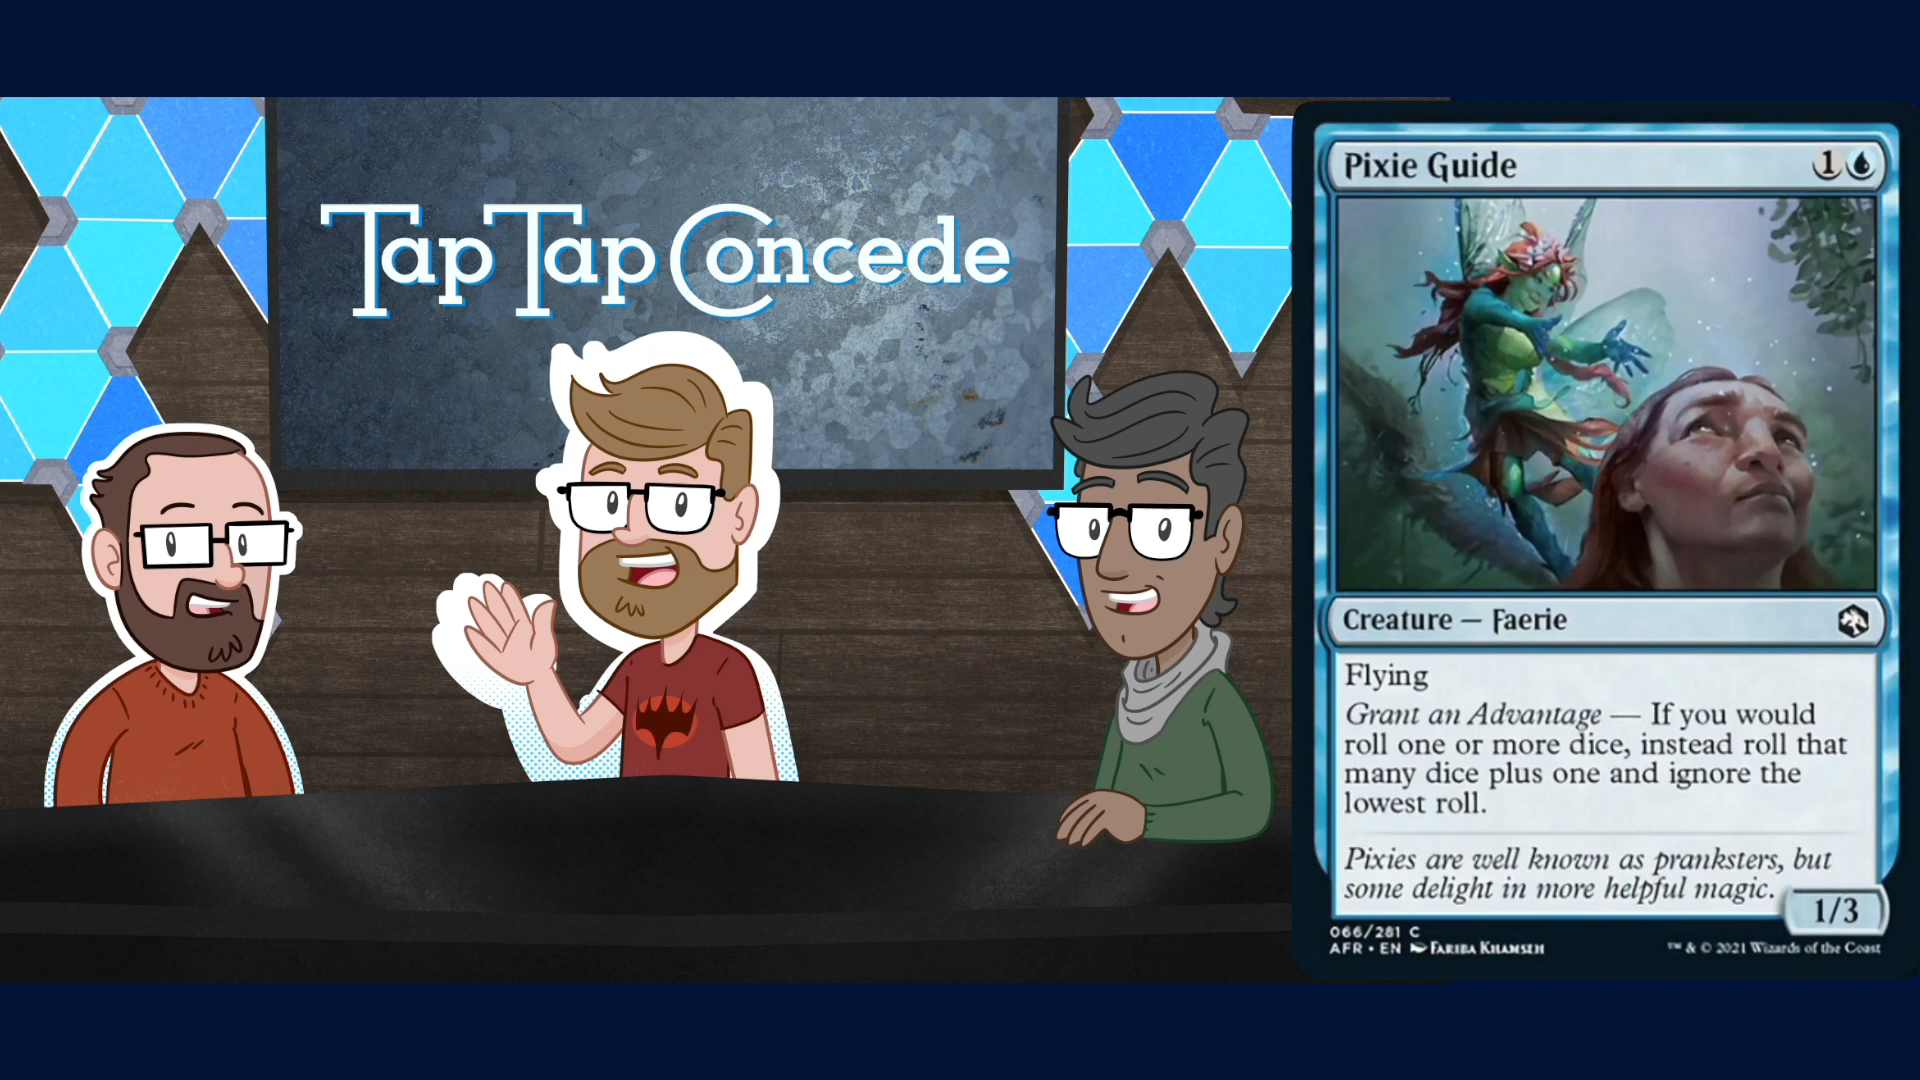 Tap Tap Concede
Pixie Guide
1
Creature — Faerie
Flying
Grant an Advantage — If you would
roll one or more dice, instead roll that
many dice plus one and ignore the
lowest roll.
Pixies are well known as pranksters, but
some delight in more helpful magic.
1/3
066/281 C
AFR • EN Fariba Khamseh
™ & © 2021 Wizards of the Coast